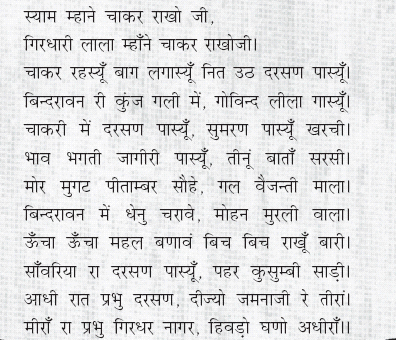 स्याम म्हाने चाकर राखो जी,
गिरधारी लाला म्हाँने चाकर राखोजी।
चाकर रहस्यूँ बाग लगास्यूँ नित उठ दरसण पास्यूँ।
बिन्दरावन री कुंज गली में, गोविन्द लीला गास्यूँ।
चाकरी में दरसण पास्यूँ, सुमरण पास्यूँ खरची।
भाव भगती जागीरी पास्यूँ, तीनूं बाताँ सरसी।
मोर मुगट पीताम्बर सौहे, गल वैजन्ती माला।
बिन्दरावन में धेनु चरावे, मोहन मुरली वाला।
ऊँचा ऊँचा महल बणावं बिच बिच राखूँ बारी।
साँवरिया रा दरसण पास्यूँ, पहर कुसुम्बी साड़ी।
आधी रात प्रभु दरसण, दीज्यो जमनाजी रे तीरां।
मीराँ रा प्रभु गिरधर नागर, हिवड़ो घणो अधीराँ।।